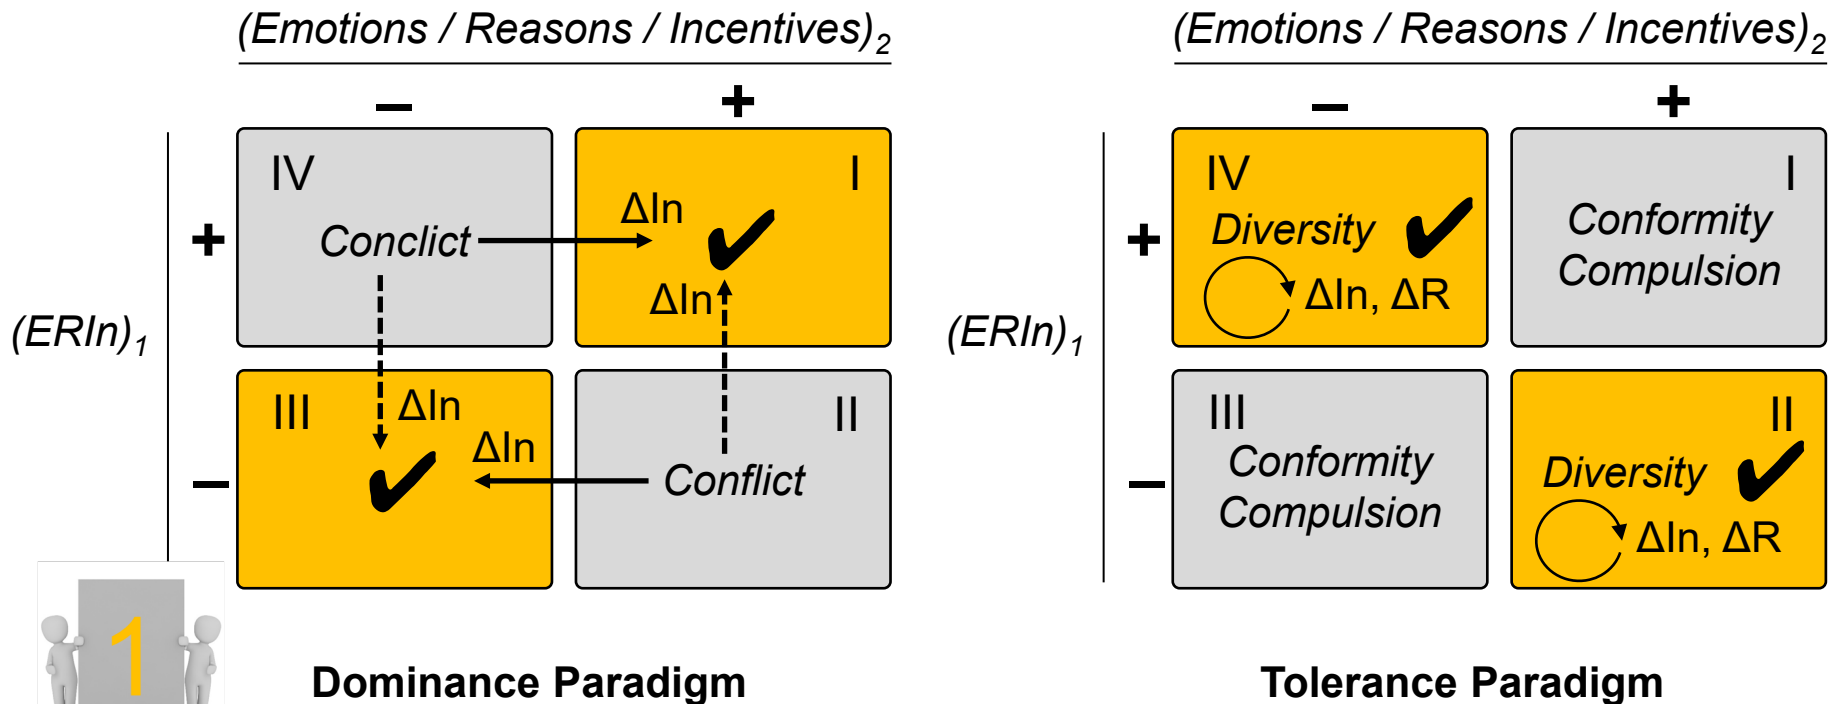 (Emotions / Reasons / Incentives)2
– +
(ERIn)1
+
–
IV
Conclict
ΔIn
I
✔
ΔIn
III
ΔIn
✔
ΔIn
II
Conflict
1
Dominance Paradigm
(Emotions / Reasons / Incentives)2
– +
(ERIn)1
+
–
IV
Diversity ✔
ΔIn, ΔR
I
Conformity
Compulsion
III
Conformity
Compulsion
II
Diversity ✔
ΔIn, ΔR
Tolerance Paradigm